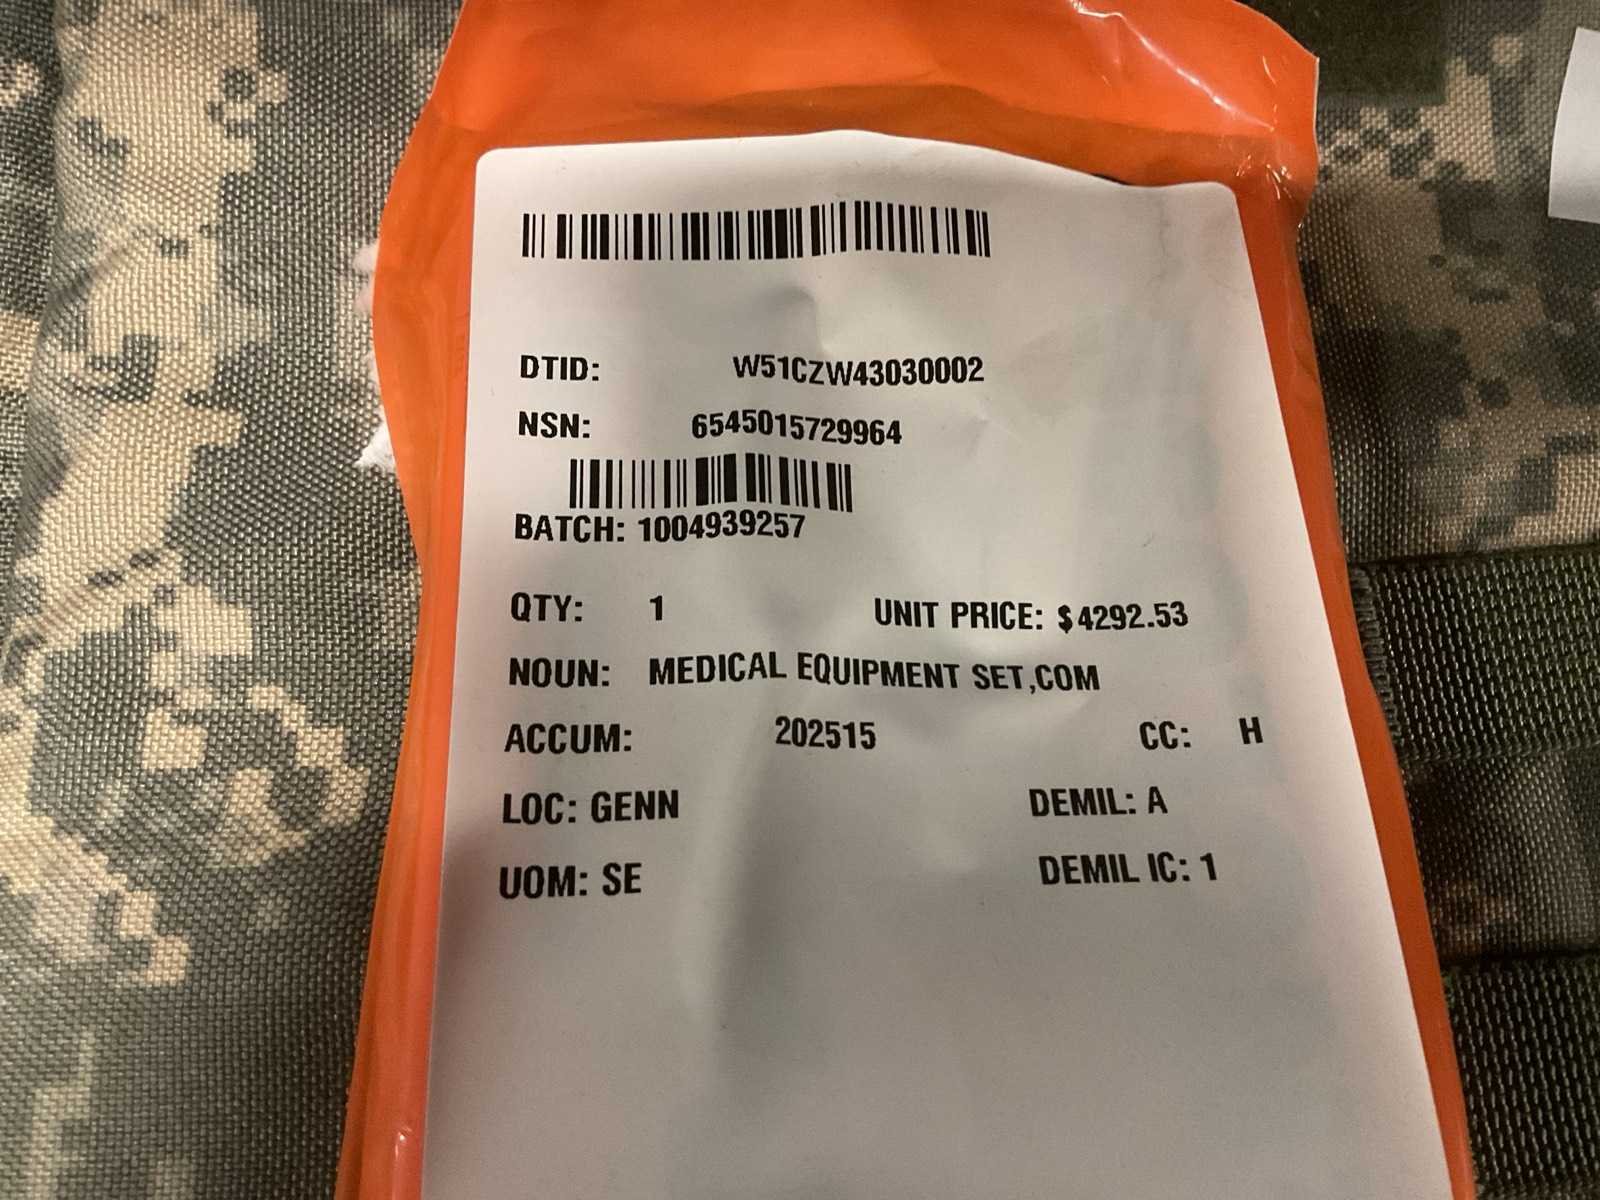 DTID: W51CZW43030002
NSN: 6545015729964
BATCH: 1004939257
QTY: 1 UNIT PRICE: $4292.53
NOUN: MEDICAL EQUIPMENT SET,COM
ACCUM: 202515 CC: H
LOC: GENN DEMIL: A
UOM: SE DEMIL IC: 1